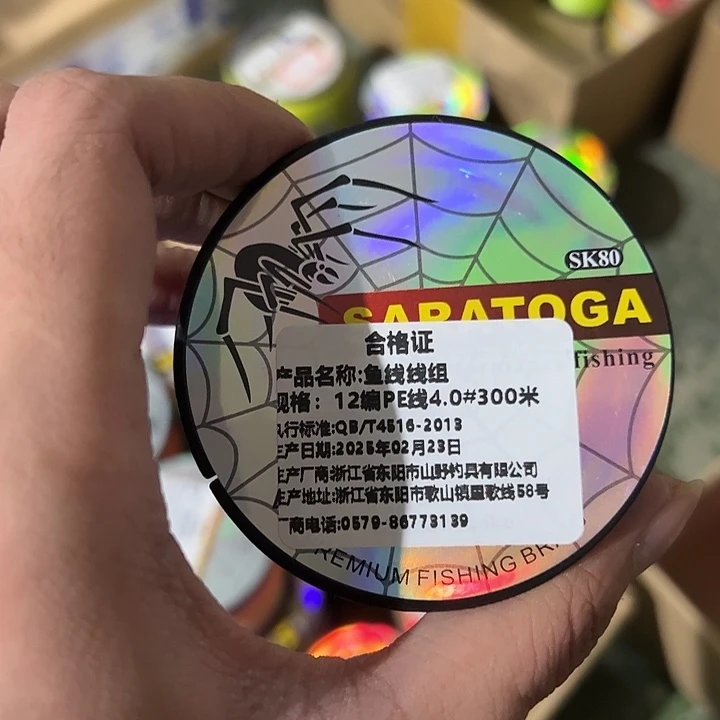 SK80
SARATOGA
fishing
合格证
产品名称:鱼线线组
规格：12编PE线4.0#300米
执行标准:QB/T4516-2013
生产日期:2025年02月23日
生产厂商:浙江省东阳市山野钓具有限公司
生产地址:浙江省东阳市歌山镇里歌线58号
厂商电话:0579-86773139
PREMIUM FISHING BRA